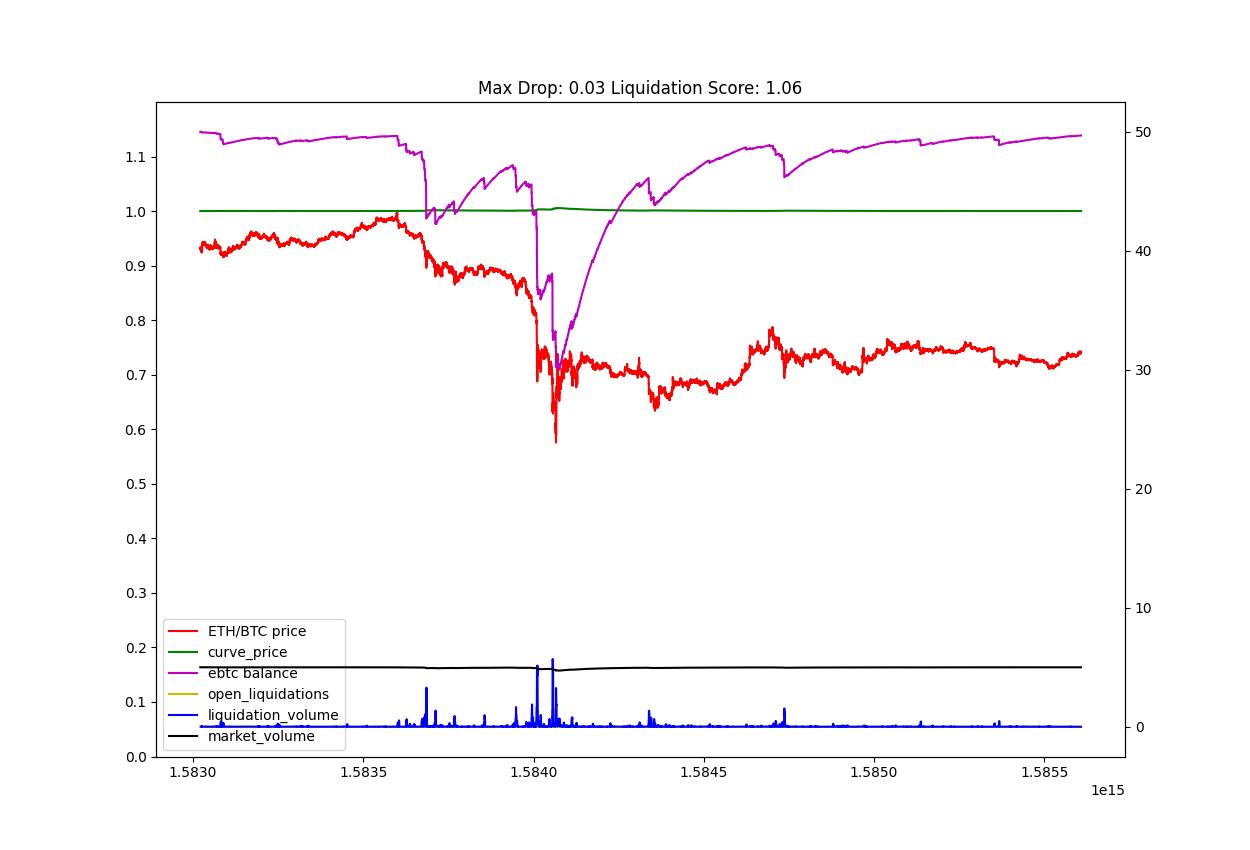 Max Drop: 0.03 Liquidation Score: 1.06
1.1
1.0
0.9
0.8
0.7
0.6
0.5
0.4
0.3
0.2
0.1
0.0
50
40
30
20
10
0
ETH/BTC price
curve_price
ebtc balance
open_liquidations
liquidation_volume
market_volume
1.5830 1.5835 1.5840 1.5845 1.5850 1.5855
1e15